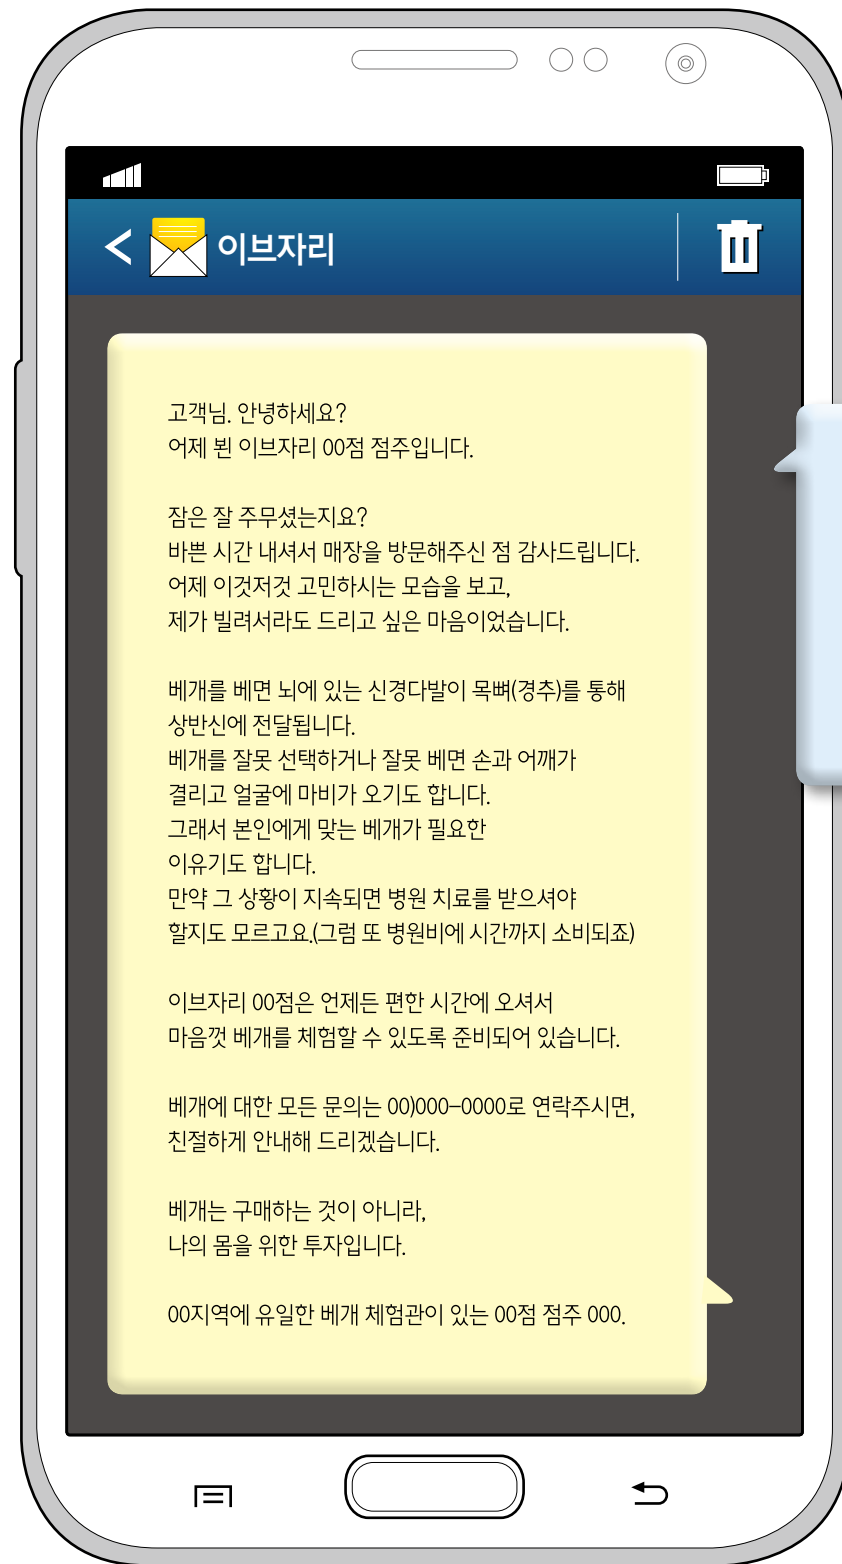 이브자리
고객님. 안녕하세요?
어제 뵌 이브자리 00점 점주입니다.
잠은 잘 주무셨는지요?
바쁜 시간 내셔서 매장을 방문해주신 점 감사드립니다.
어제 이것저것 고민하시는 모습을 보고,
제가 빌려서라도 드리고 싶은 마음이었습니다.
베개를 베면 뇌에 있는 신경다발이 목뼈(경추)를 통해
상반신에 전달됩니다.
베개를 잘못 선택하거나 잘못 베면 손과 어깨가
결리고 얼굴에 마비가 오기도 합니다.
그래서 본인에게 맞는 베개가 필요한
이유기도 합니다.
만약 그 상황이 지속되면 병원 치료를 받으셔야
할지도 모르고요.(그럼 또 병원비에 시간까지 소비되죠)
이브자리 00점은 언제든 편한 시간에 오셔서
마음껏 베개를 체험할 수 있도록 준비되어 있습니다.
베개에 대한 모든 문의는 00)000-0000로 연락주시면,
친절하게 안내해 드리겠습니다.
베개는 구매하는 것이 아니라,
나의 몸을 위한 투자입니다.
00지역에 유일한 베개 체험관이 있는 00점 점주 000.